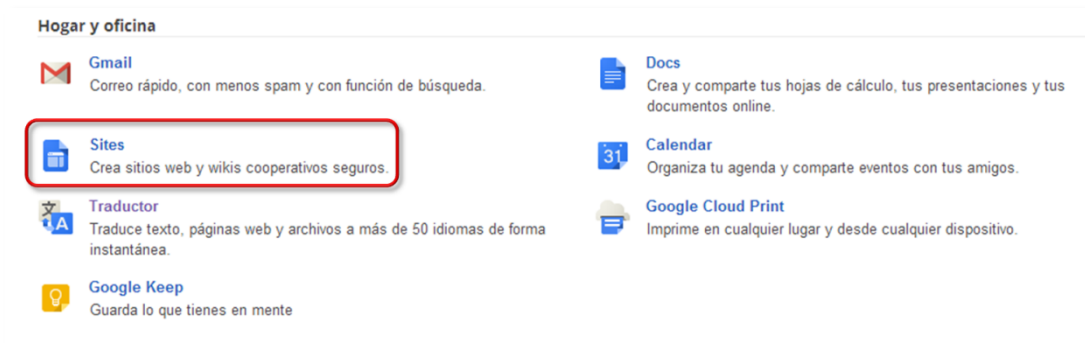 Hogar y oficina
Gmail
Correo rápido, con menos spam y con función de búsqueda.
Docs
Crea y comparte tus hojas de cálculo, tus presentaciones y tus
documentos online.
Sites
Crea sitios web y wikis cooperativos seguros.
31
Calendar
Organiza tu agenda y comparte eventos con tus amigos.
文
A
Traductor
Traduce texto, páginas web y archivos a más de 50 idiomas de forma
instantánea.
Google Cloud Print
Imprime en cualquier lugar y desde cualquier dispositivo.
Google Keep
Guarda lo que tienes en mente